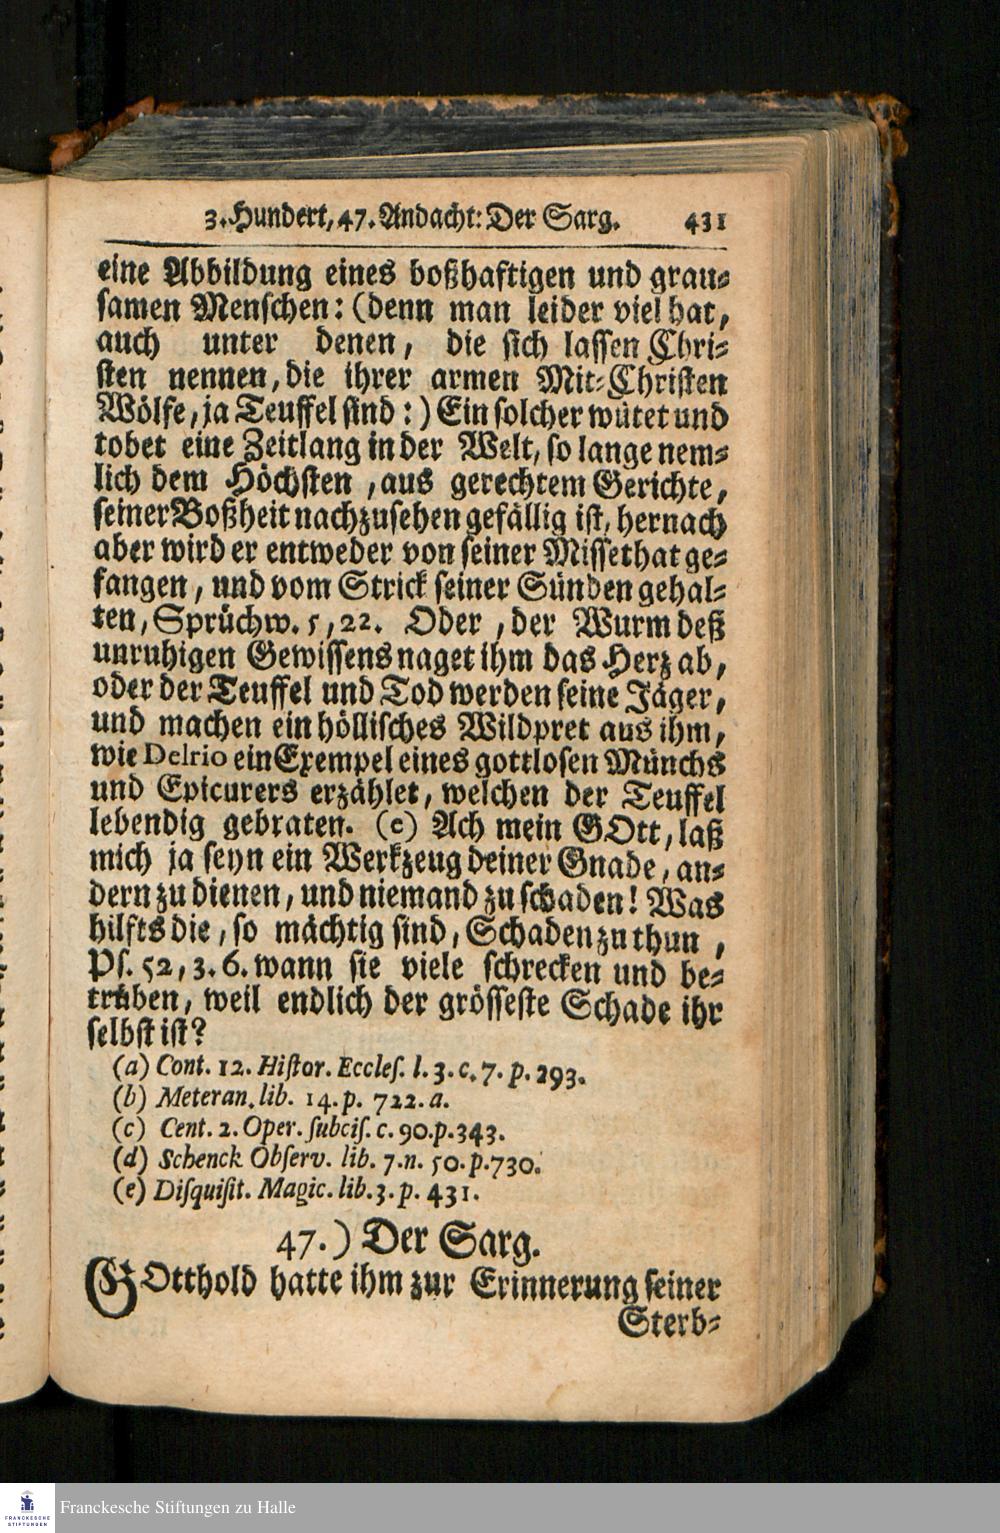 3. Hundert, 47. Andacht: Der Sarg. 431
eine Abbildung eines boßhaftigen und grau-
samen Menschen: (denn man leider viel hat,
auch unter denen, die sich lassen Chri-
sten nennen, die ihrer armen Mit-Christen
Wölfe, ja Teuffel sind:) Ein solcher wütet und
tobet eine Zeitlang in der Welt, so lange nem-
lich dem Höchsten, aus gerechtem Gerichte,
seiner Boßheit nachzusehen gefällig ist, hernach
aber wird er entweder von seiner Missethat ge-
fangen, und vom Strick seiner Sünden gehal-
ten, Sprüchw. 5, 22. Oder, der Wurm deß
unruhigen Gewissens naget ihm das Herz ab,
oder der Teuffel und Tod werden seine Jäger,
und machen ein höllisches Wildpret aus ihm,
wie Delrio ein Exempel eines gottlosen Münchs
und Epicurers erzählet, welchen der Teuffel
lebendig gebraten. (e) Ach mein GOtt, laß
mich ja seyn ein Werkzeug deiner Gnade, an-
dern zu dienen, und niemand zu schaden! Was
hilfts die, so mächtig sind, Schaden zu thun,
Ps. 52, 3. 6. wann sie viele schrecken und be-
trüben, weil endlich der grösseste Schade ihr
selbst ist?
(a) Cont. 12. Histor. Eccles. l. 3. c. 7. p. 293.
(b) Meteran. lib. 14. p. 722. a.
(c) Cent. 2. Oper. subcis. c. 90. p. 343.
(d) Schenck Observ. lib. 7. n. 50. p. 730.
(e) Disquisit. Magic. lib. 3. p. 431.
47.) Der Sarg.
GOtthold hatte ihm zur Erinnerung seiner
Sterb-
FRANCKESCHE
STIFTUNGEN
Franckesche Stiftungen zu Halle